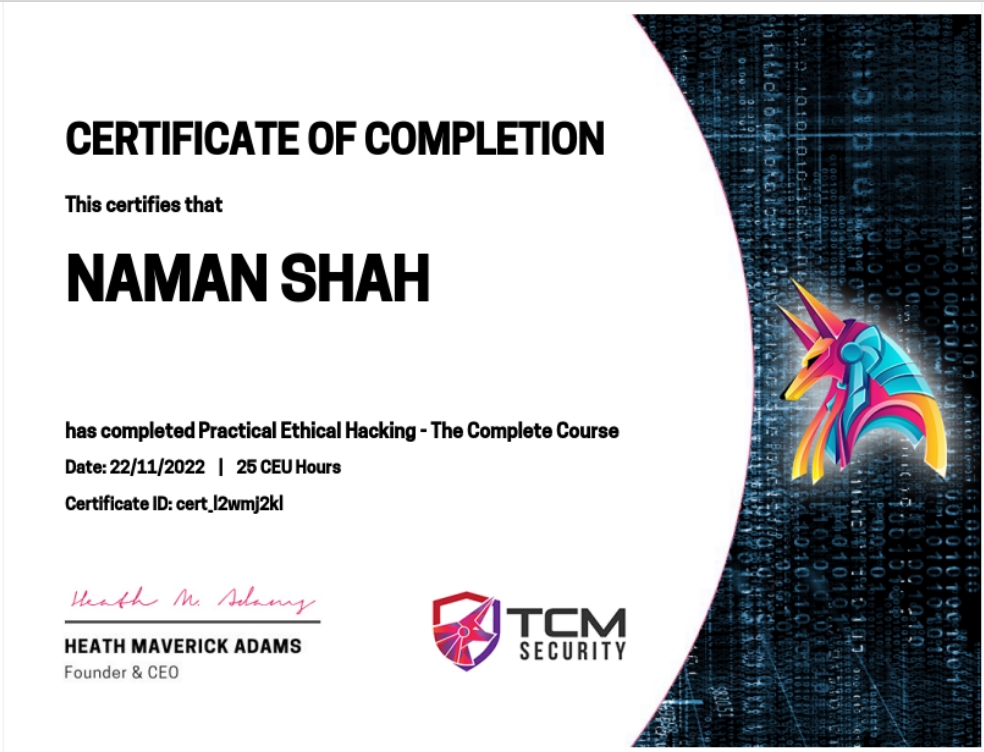 CERTIFICATE OF COMPLETION
This certifies that
NAMAN SHAH
has completed Practical Ethical Hacking - The Complete Course
Date: 22/11/2022 | 25 CEU Hours
Certificate ID: cert_l2wmj2kl
Heath M. Adams
HEATH MAVERICK ADAMS
Founder & CEO
TCM
SECURITY